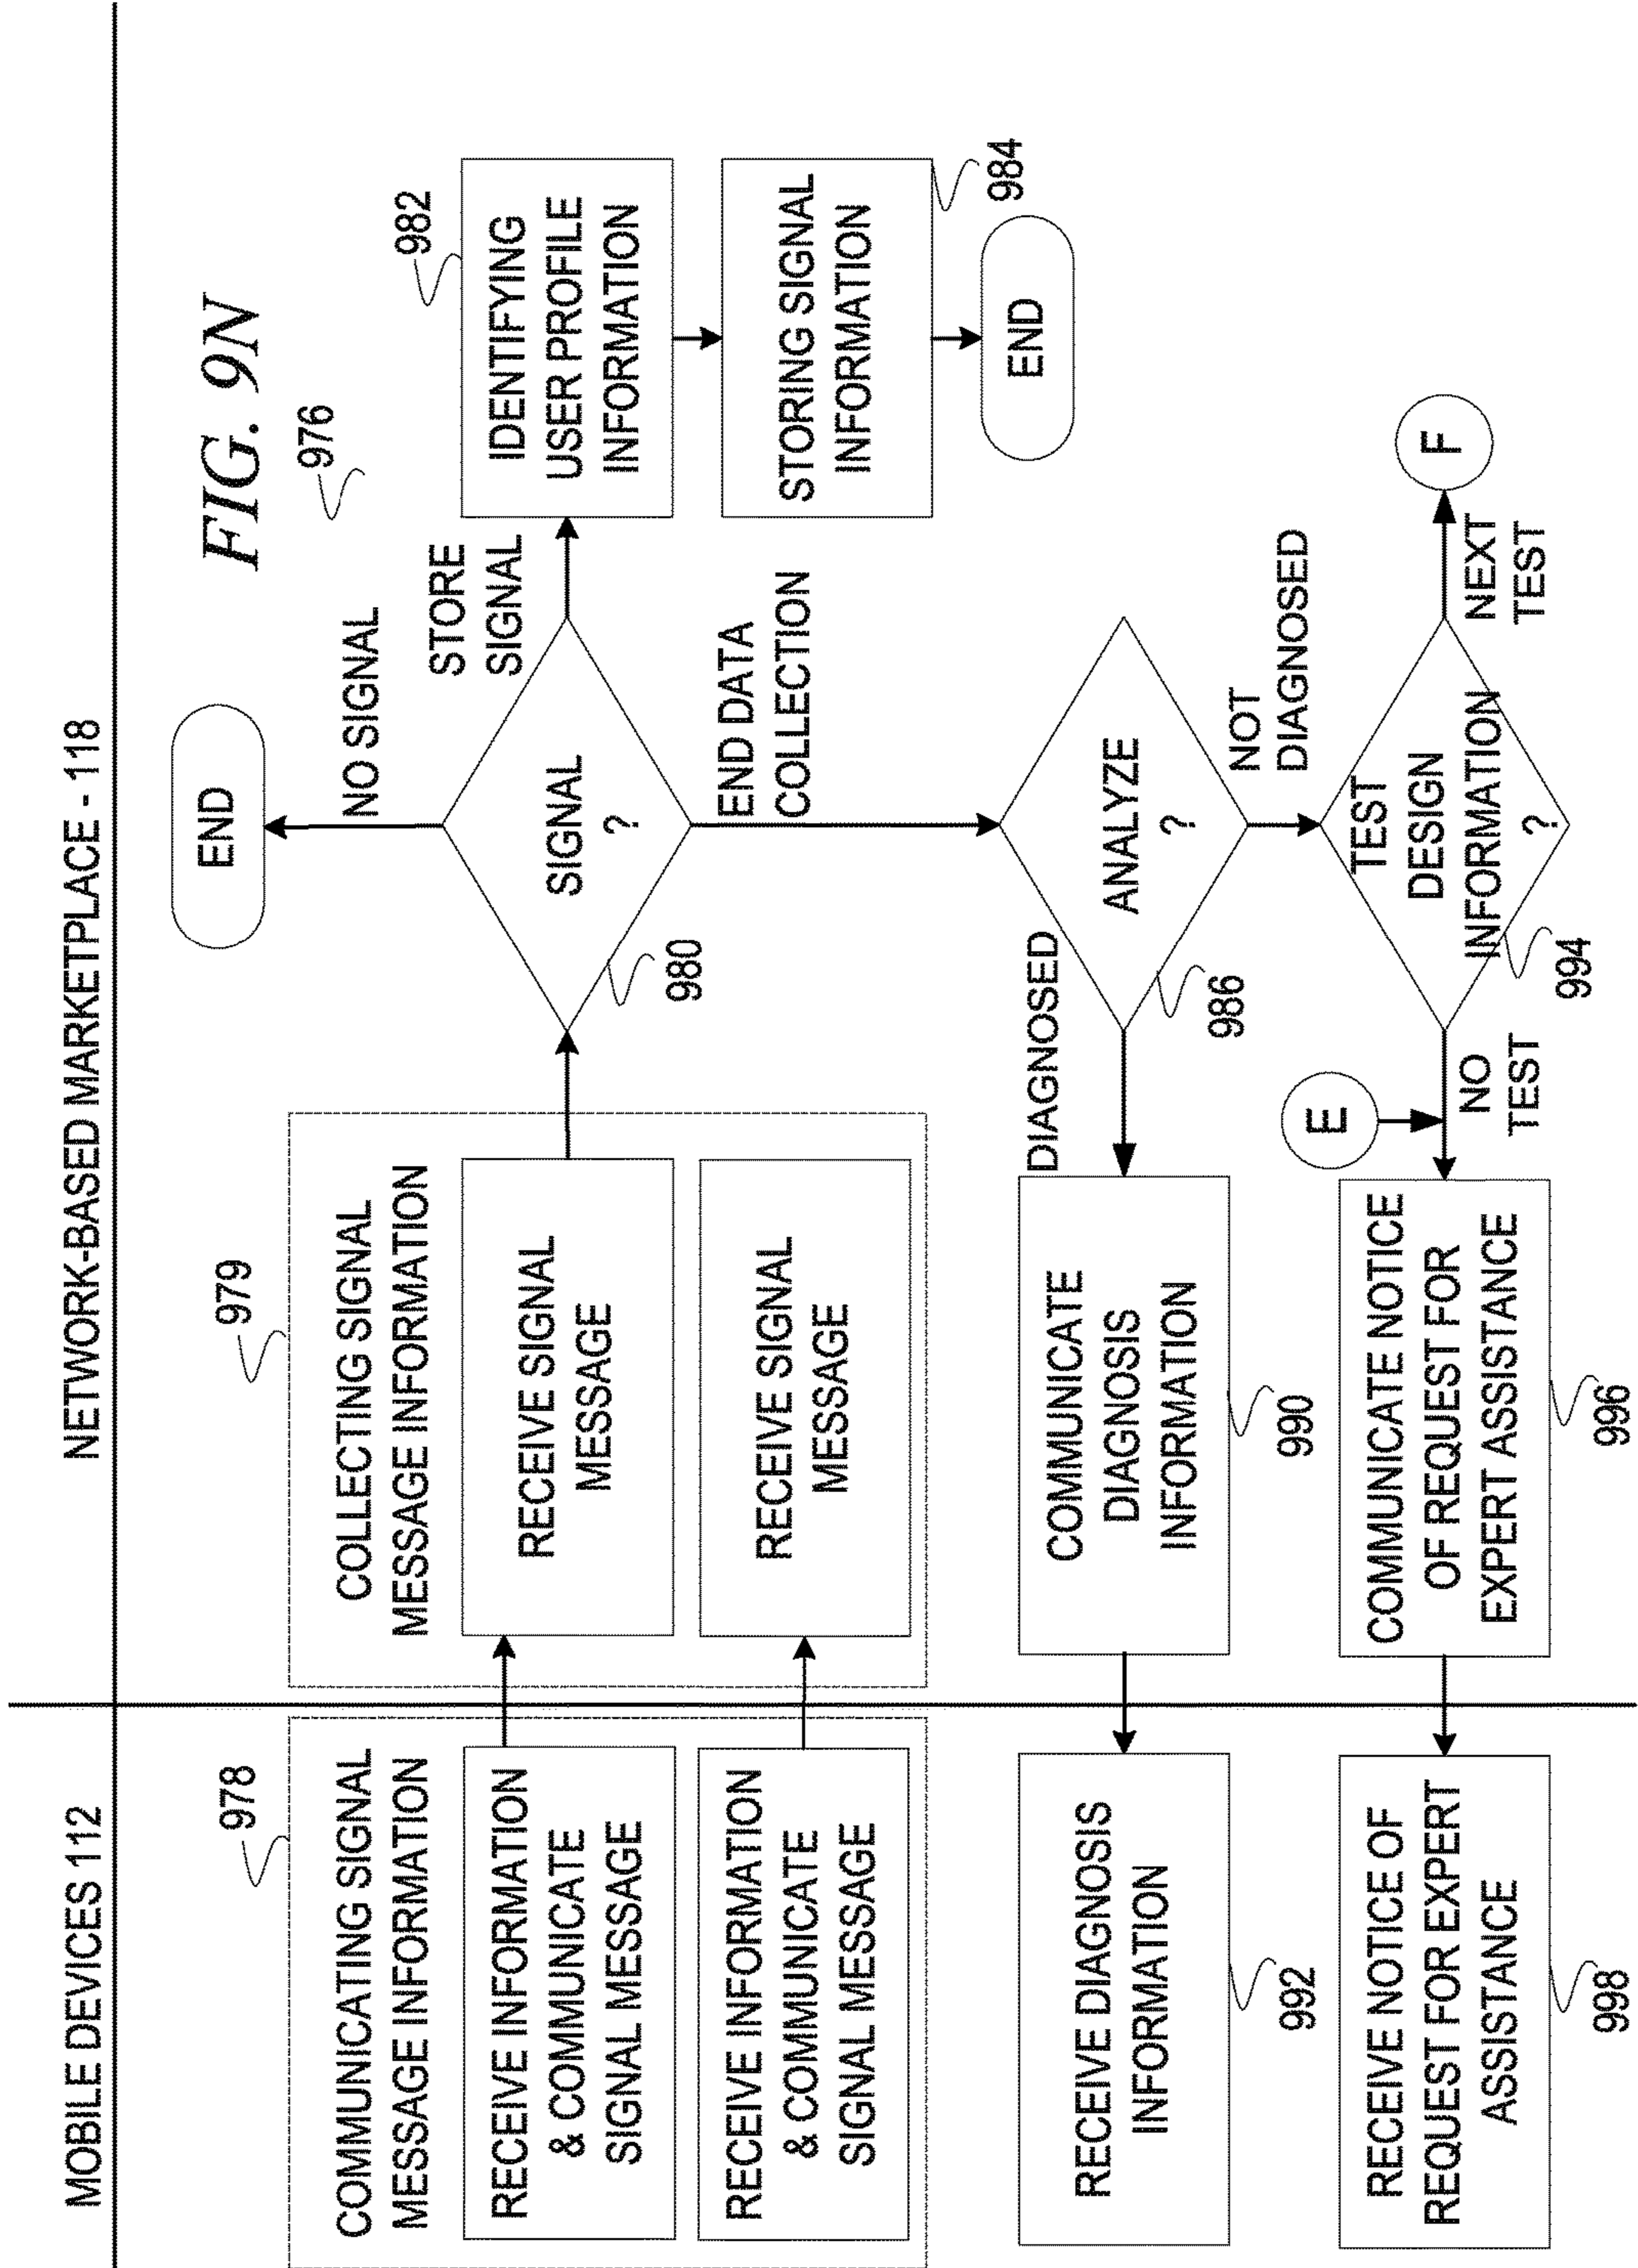 MOBILE DEVICES 112
NETWORK-BASED MARKETPLACE - 118
FIG. 9N
976
978
COMMUNICATING SIGNAL
MESSAGE INFORMATION
RECEIVE INFORMATION
& COMMUNICATE
SIGNAL MESSAGE
RECEIVE INFORMATION
& COMMUNICATE
SIGNAL MESSAGE
979
COLLECTING SIGNAL
MESSAGE INFORMATION
RECEIVE SIGNAL
MESSAGE
RECEIVE SIGNAL
MESSAGE
END
NO SIGNAL
SIGNAL
?
980
STORE
SIGNAL
982
IDENTIFYING
USER PROFILE
INFORMATION
STORING SIGNAL
INFORMATION
984
END
END DATA
COLLECTION
ANALYZE
?
986
DIAGNOSED
COMMUNICATE
DIAGNOSIS
INFORMATION
990
RECEIVE DIAGNOSIS
INFORMATION
992
NOT
DIAGNOSED
TEST
DESIGN
INFORMATION
?
994
NEXT
TEST
F
NO
TEST
E
COMMUNICATE NOTICE
OF REQUEST FOR
EXPERT ASSISTANCE
996
RECEIVE NOTICE OF
REQUEST FOR EXPERT
ASSISTANCE
998